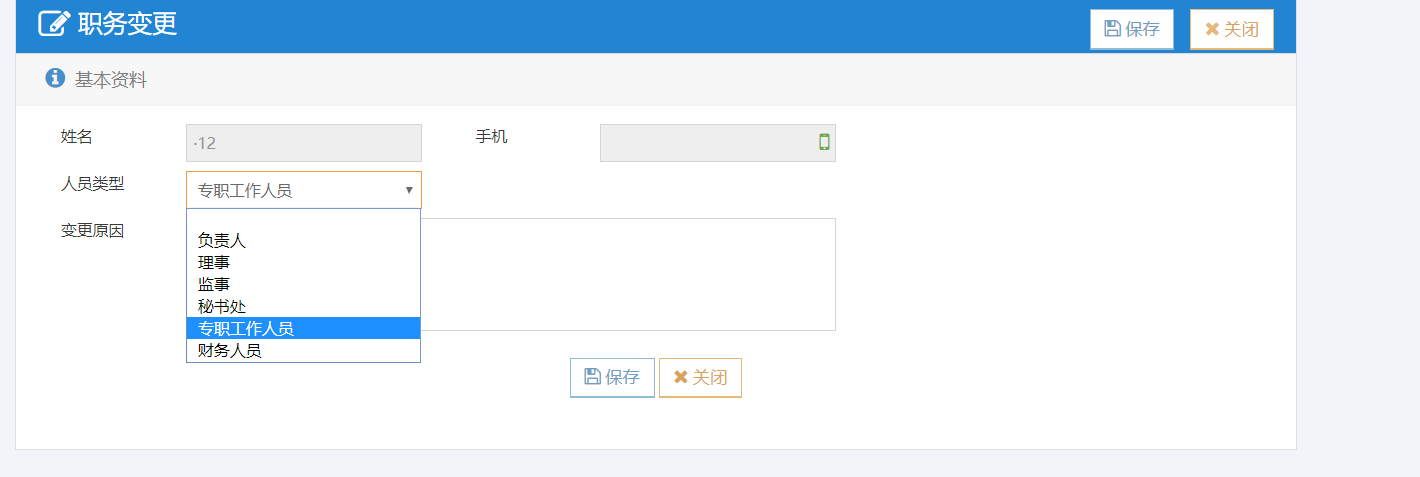 职务变更
保存
关闭
基本资料
姓名
·12
手机
人员类型
专职工作人员
变更原因
负责人
理事
监事
秘书处
专职工作人员
财务人员
保存
关闭